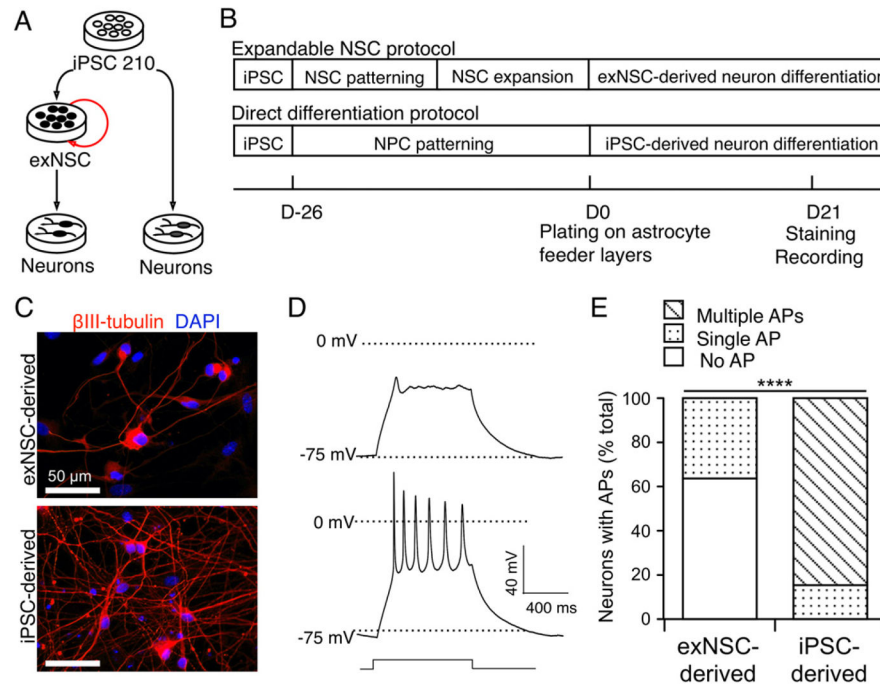 A
iPSC 210
exNSC
Neurons
Neurons
B
Expandable NSC protocol
iPSC
NSC patterning
NSC expansion
exNSC-derived neuron differentiation
Direct differentiation protocol
iPSC
NPC patterning
iPSC-derived neuron differentiation
D-26
D0
D21
Plating on astrocyte
feeder layers
Staining
Recording
C
βIII-tubulin DAPI
exNSC-derived
50 μm
iPSC-derived
D
0 mV
-75 mV
0 mV
-75 mV
40 mV
400 ms
E
Multiple APs
Single AP
No AP
****
Neurons with APs (% total)
100
80
60
40
20
0
exNSC-
derived
iPSC-
derived